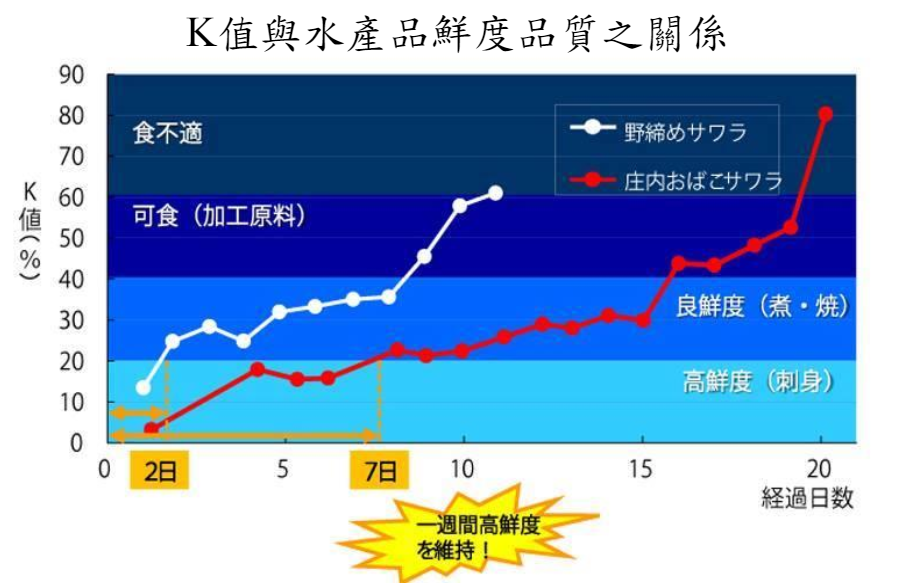 K值與水產品鮮度品質之關係
90
80
70
60
50
40
30
20
10
0
K値(%)
食不適
野締めサワラ
庄内おばこサワラ
可食（加工原料）
良鮮度（煮・焼）
高鮮度（刺身）
0
2日
5
7日
10
15
20
経過日数
一週間高鮮度
を維持！